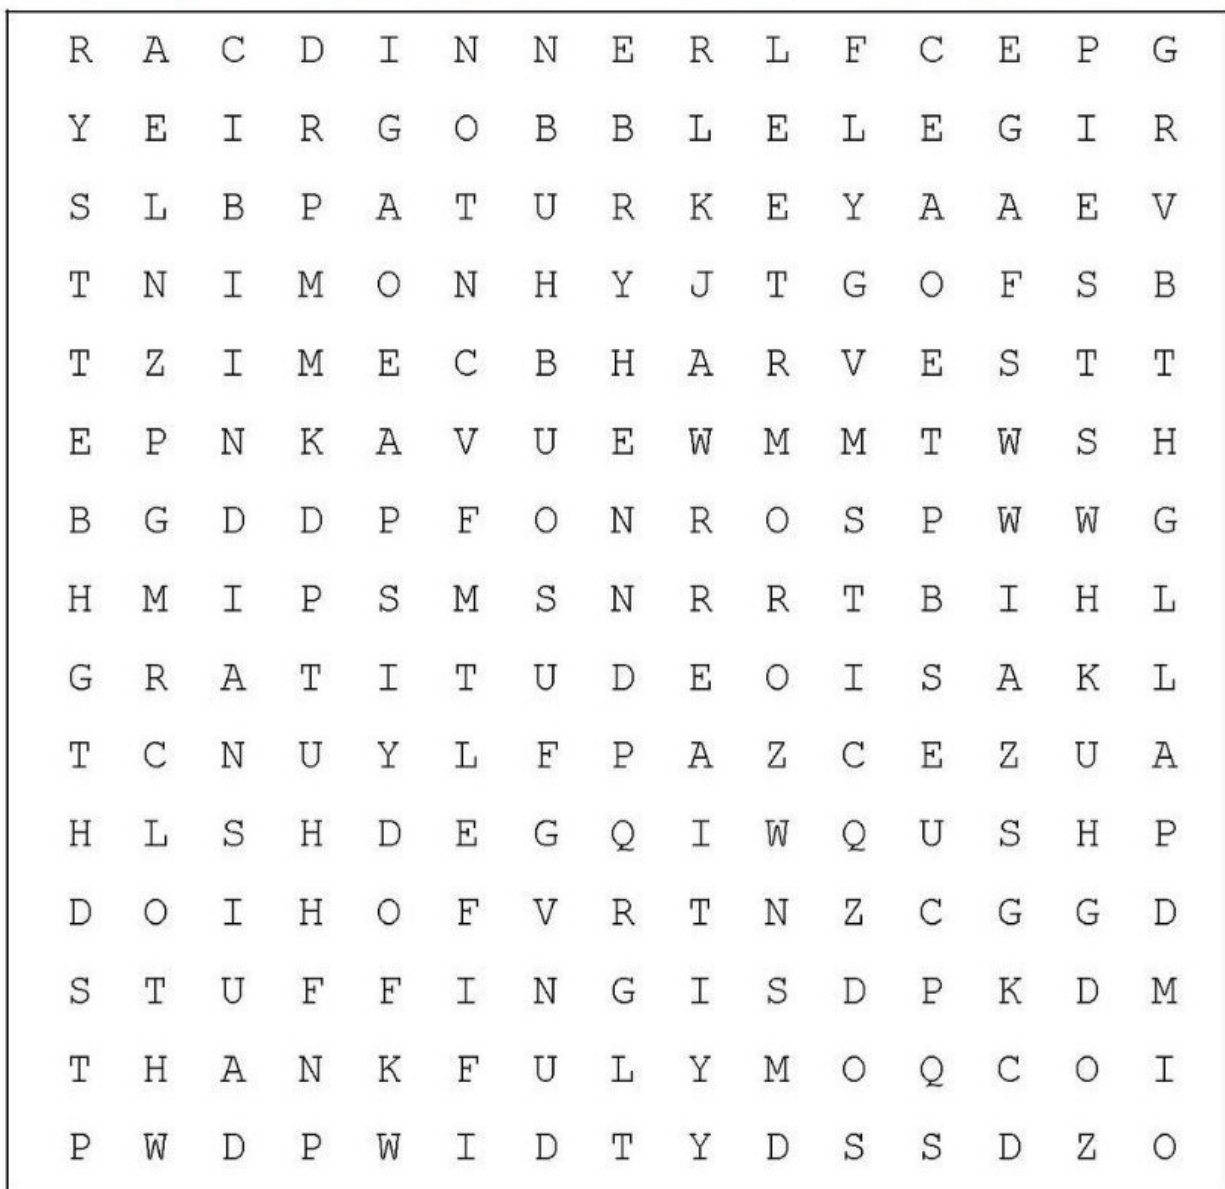 R A C D I N N E R L F C E P G
Y E I R G O B B L E L E G I R
S L B P A T U R K E Y A A E V
T N I M O N H Y J T G O F S B
T Z I M E C B H A R V E S T T
E P N K A V U E W M M T W S H
B G D D P F O N R O S P W W G
H M I P S M S N R R T B I H L
G R A T I T U D E O I S A K L
T C N U Y L F P A Z C E Z U A
H L S H D E G Q I W Q U S H P
D O I H O F V R T N Z C G G D
S T U F F I N G I S D P K D M
T H A N K F U L Y M O Q C O I
P W D P W I D T Y D S S D Z O